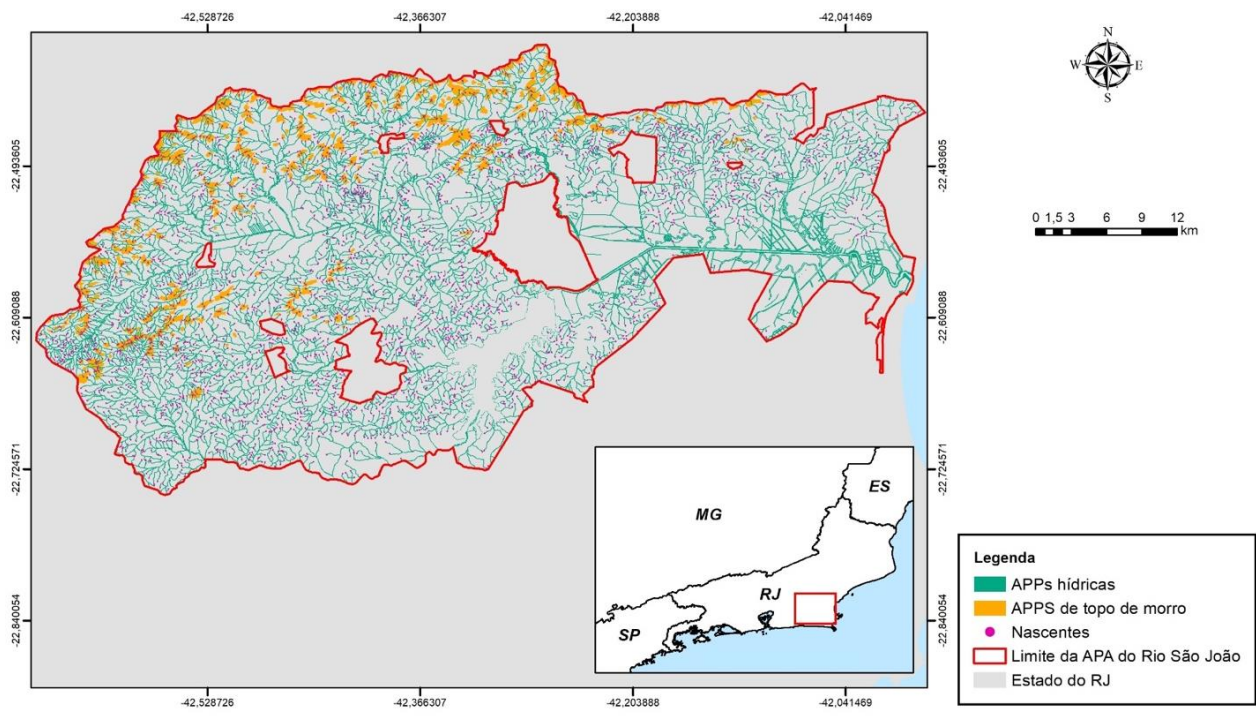 -42,528726 -42,366307 -42,203888 -42,041469
N
W E
S
-22,493605 -22,493605
0 1,5 3 6 9 12
km
-22,609088 -22,609088
-22,724571 -22,724571
ES
MG
RJ
SP
-22,840054 -22,840054
Legenda
APPs hídricas
APPS de topo de morro
Nascentes
Limite da APA do Rio São João
Estado do RJ
-42,528726 -42,366307 -42,203888 -42,041469